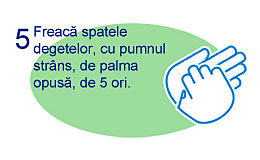 5 Freacă spatele
degetelor, cu pumnul
strâns, de palma
opusă, de 5 ori.